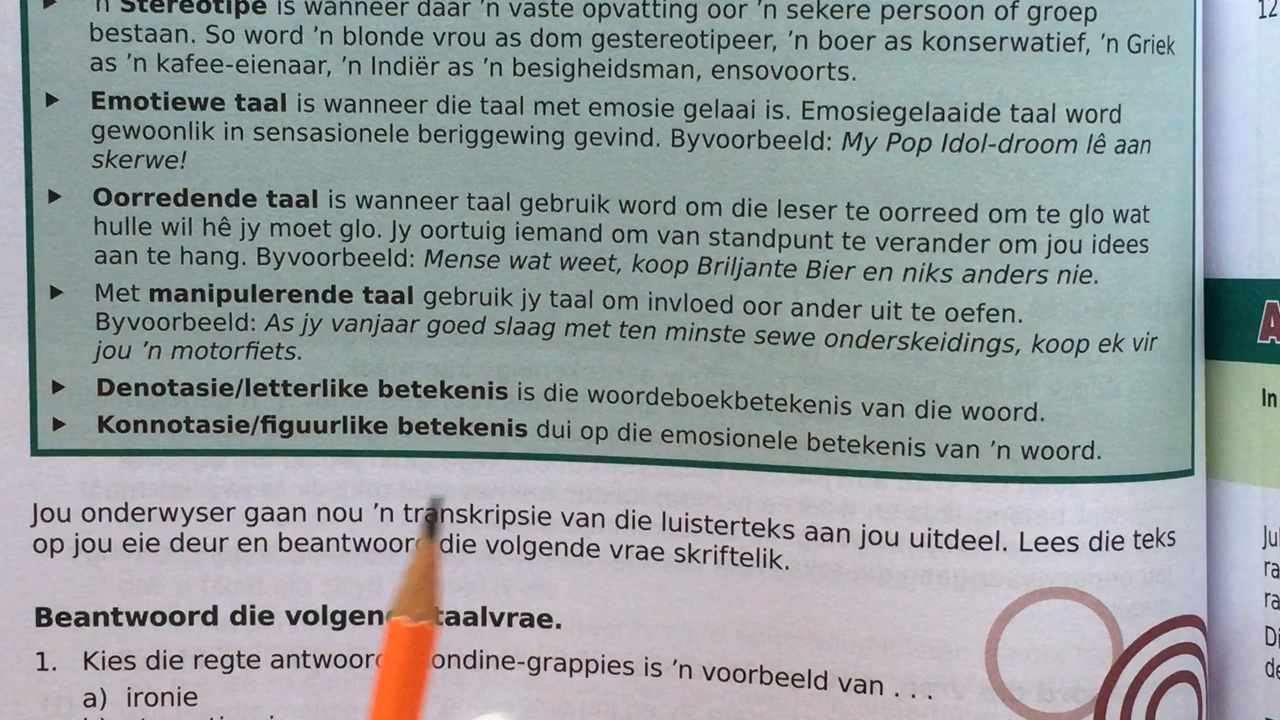 'n Stereotipe is wanneer daar 'n vaste opvatting oor 'n sekere persoon of groep
bestaan. So word 'n blonde vrou as dom gestereotipeer, 'n boer as konserwatief, 'n Griek
as 'n kafee-eienaar, 'n Indiër as 'n besigheidsman, ensovoorts.
Emotiewe taal is wanneer die taal met emosie gelaai is. Emosiegelaaide taal word
gewoonlik in sensasionele beriggewing gevind. Byvoorbeeld: My Pop Idol-droom lê aan
skerwe!
Oorredende taal is wanneer taal gebruik word om die leser te oorreed om te glo wat
hulle wil hê jy moet glo. Jy oortuig iemand om van standpunt te verander om jou idees
aan te hang. Byvoorbeeld: Mense wat weet, koop Briljante Bier en niks anders nie.
Met manipulerende taal gebruik jy taal om invloed oor ander uit te oefen.
Byvoorbeeld: As jy vanjaar goed slaag met ten minste sewe onderskeidings, koop ek vir
jou 'n motorfiets.
Denotasie/letterlike betekenis is die woordeboekbetekenis van die woord.
Konnotasie/figuurlike betekenis dui op die emosionele betekenis van 'n woord.
Jou onderwyser gaan nou 'n transkripsie van die luisterteks aan jou uitdeel. Lees die teks
op jou eie deur en beantwoord die volgende vrae skriftelik.
Beantwoord die taalvrae.
1. Kies die regte is 'n voorbeeld van . . .
a) ironie
12
In